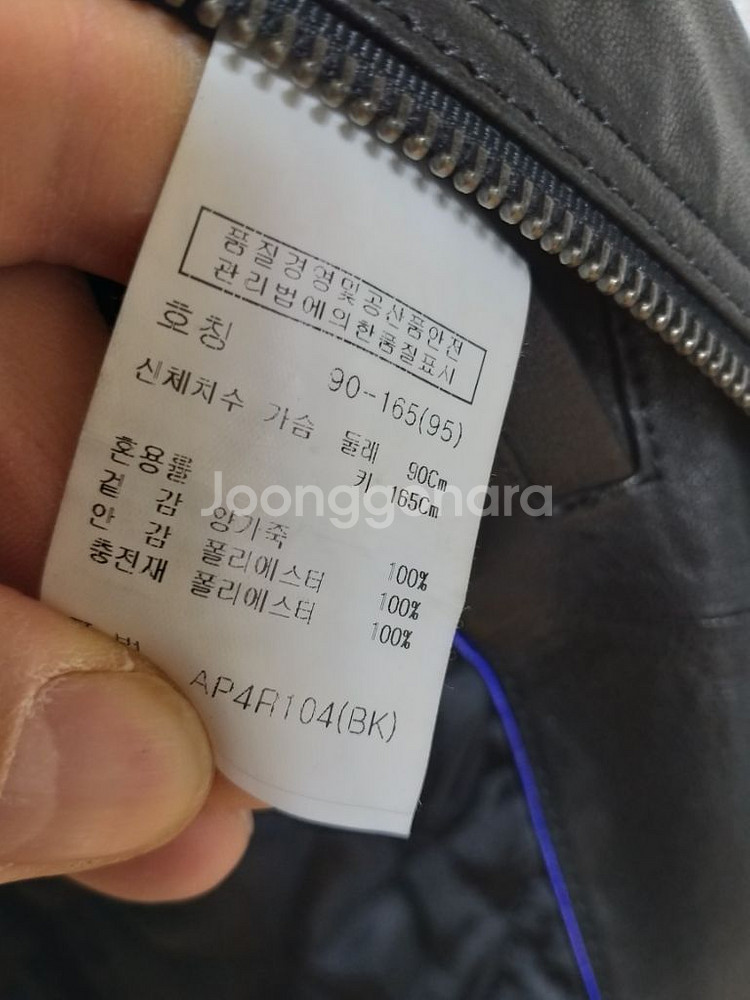 품질경영및공산품안전
관리법에의한품질표시
호칭 90-165(95)
신체치수 가슴 둘레 90Cm
키 165Cm
혼용률
겉 감 양가죽 100%
안 감 폴리에스터 100%
충전재 폴리에스터 100%
AP4R104(BK)
Joonggonara